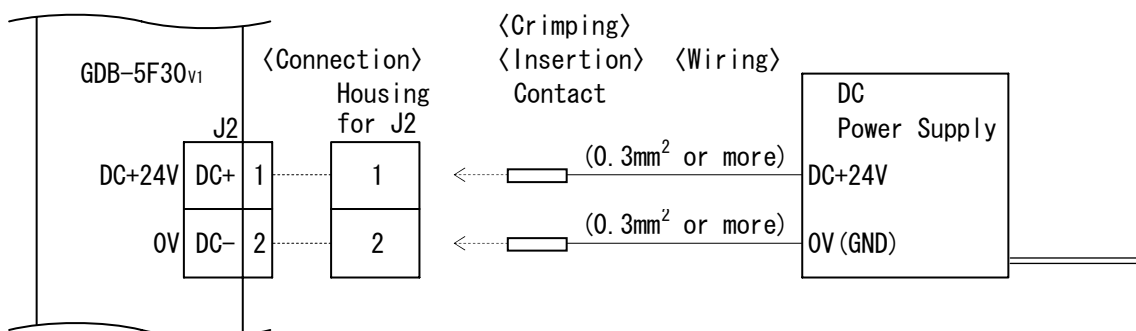 〈Crimping〉
GDB-5F30V1
〈Connection〉
〈Insertion〉
〈Wiring〉
Housing
for J2
Contact
DC
Power Supply
J2
DC+24V
DC+
1
1
(0.3mm² or more)
DC+24V
0V
DC-
2
2
(0.3mm² or more)
0V(GND)